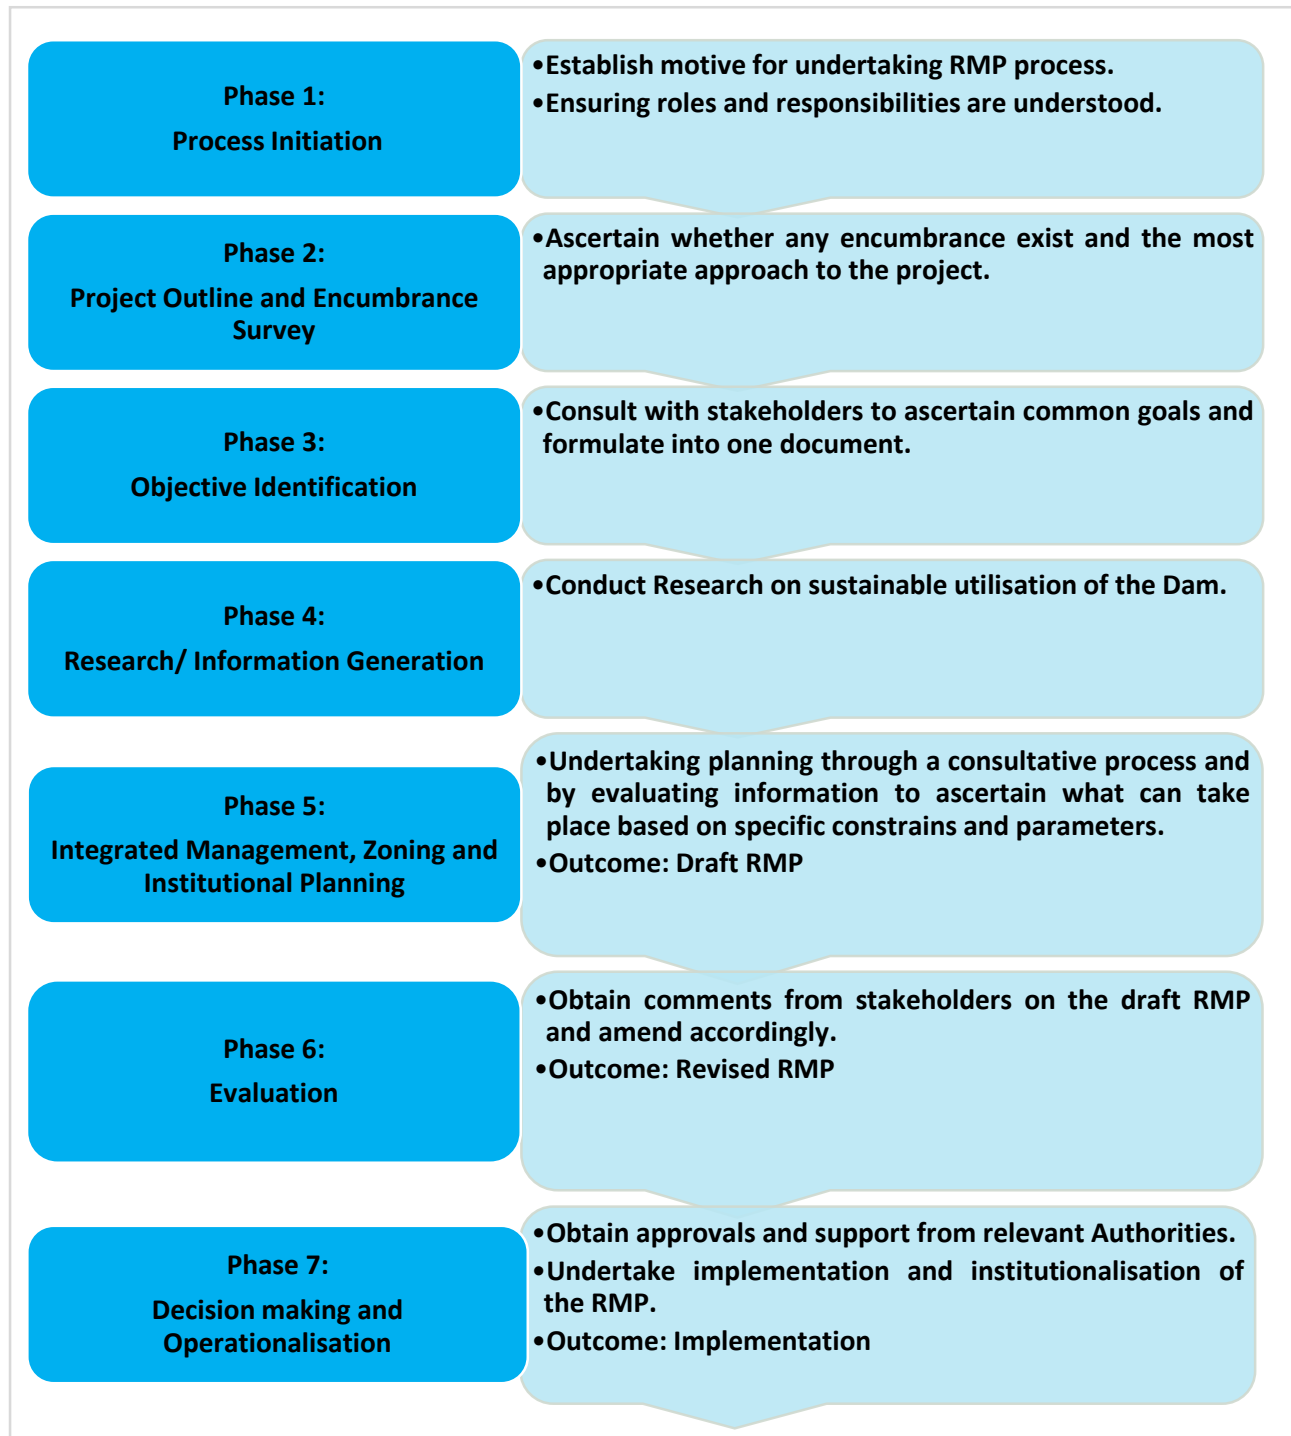 Phase 1:
Process Initiation
•Establish motive for undertaking RMP process.
•Ensuring roles and responsibilities are understood.
Phase 2:
Project Outline and Encumbrance
Survey
•Ascertain whether any encumbrance exist and the most
appropriate approach to the project.
Phase 3:
Objective Identification
•Consult with stakeholders to ascertain common goals and
formulate into one document.
Phase 4:
Research/ Information Generation
•Conduct Research on sustainable utilisation of the Dam.
Phase 5:
Integrated Management, Zoning and
Institutional Planning
•Undertaking planning through a consultative process and
by evaluating information to ascertain what can take
place based on specific constrains and parameters.
•Outcome: Draft RMP
Phase 6:
Evaluation
•Obtain comments from stakeholders on the draft RMP
and amend accordingly.
•Outcome: Revised RMP
Phase 7:
Decision making and
Operationalisation
•Obtain approvals and support from relevant Authorities.
•Undertake implementation and institutionalisation of
the RMP.
•Outcome: Implementation